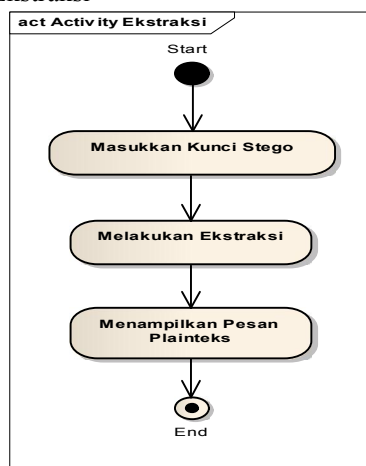 act Activity Ekstraksi
Start
Masukkan Kunci Stego
Melakukan Ekstraksi
Menampilkan Pesan
Plainteks
End